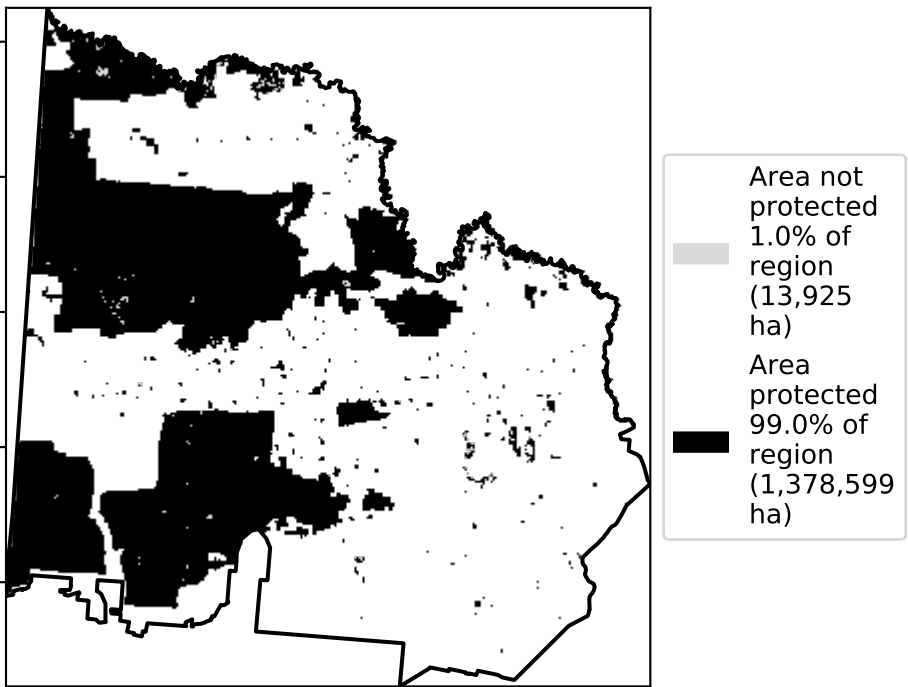 Area not
protected
1.0% of
region
(13,925
ha)
Area
protected
99.0% of
region
(1,378,599
ha)